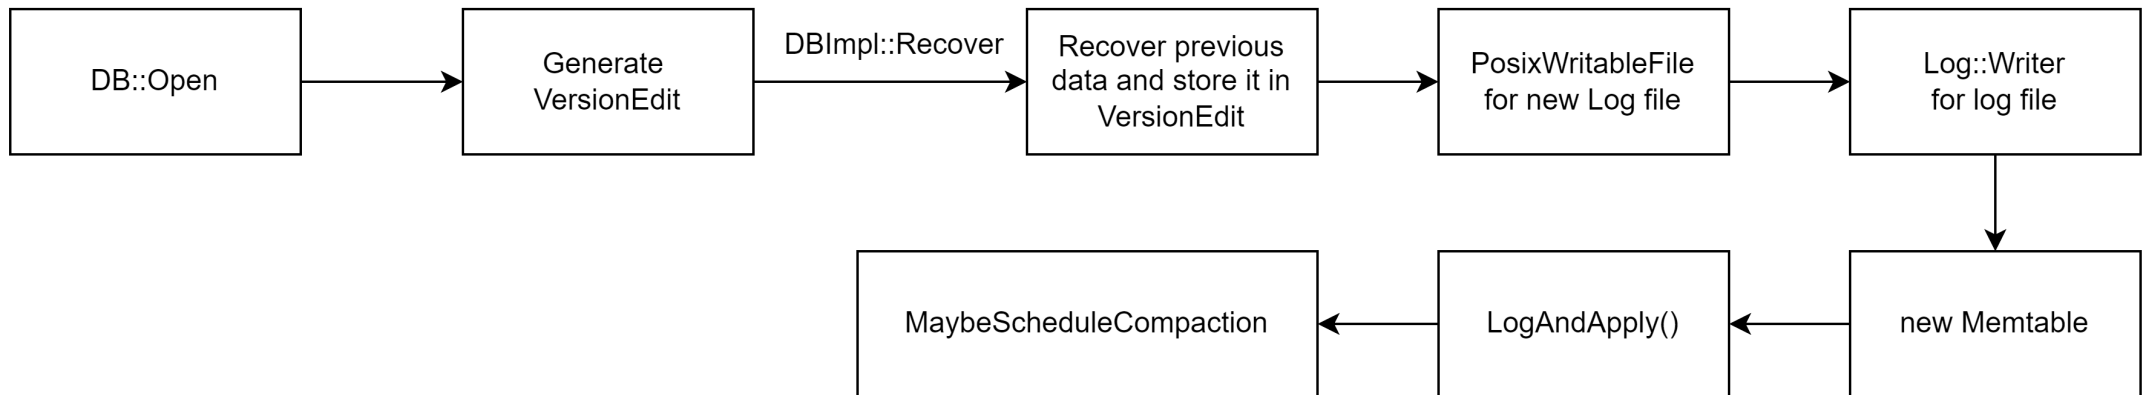 DB::Open
Generate
VersionEdit
DBImpl::Recover
Recover previous
data and store it in
VersionEdit
PosixWritableFile
for new Log file
Log::Writer
for log file
new Memtable
LogAndApply()
MaybeScheduleCompaction